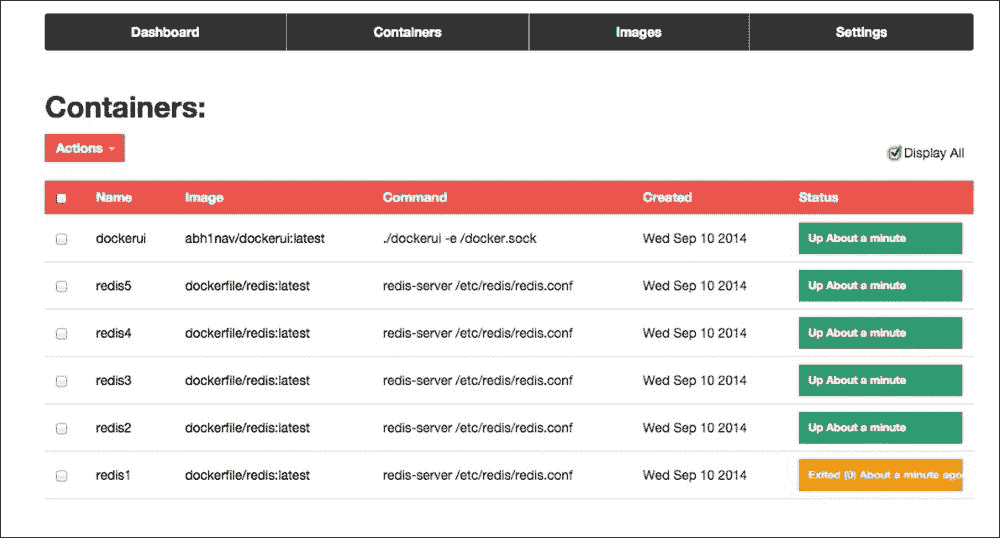 Dashboard Containers Images Settings
Containers:
Actions
Display All
Name Image Command Created Status
dockerui abh1nav/dockerui:latest ./dockerui -e /docker.sock Wed Sep 10 2014 Up About a minute
redis5 dockerfile/redis:latest redis-server /etc/redis/redis.conf Wed Sep 10 2014 Up About a minute
redis4 dockerfile/redis:latest redis-server /etc/redis/redis.conf Wed Sep 10 2014 Up About a minute
redis3 dockerfile/redis:latest redis-server /etc/redis/redis.conf Wed Sep 10 2014 Up About a minute
redis2 dockerfile/redis:latest redis-server /etc/redis/redis.conf Wed Sep 10 2014 Up About a minute
redis1 dockerfile/redis:latest redis-server /etc/redis/redis.conf Wed Sep 10 2014 Exited (0) About a minute ago